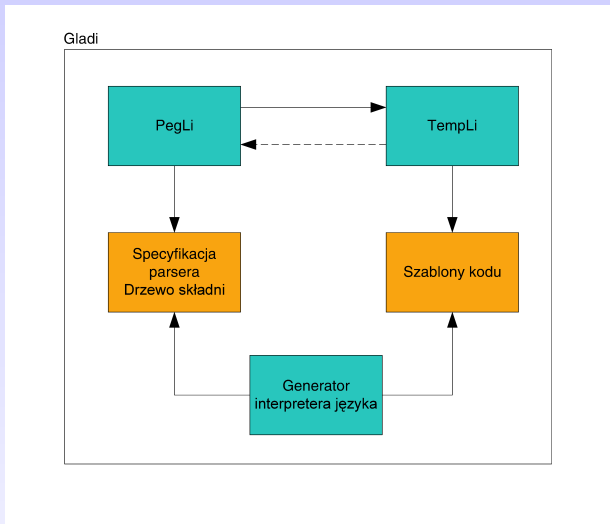 Gladi
PegLi
TempLi
Specyfikacja
parsera
Drzewo składni
Szablony kodu
Generator
interpretera języka